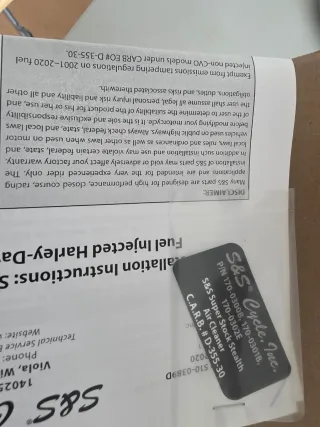 S&S C
Viola, Wi
14025
Phone:
Technical Service &
Website: w
510-0389D
2020
allation Instructions: S
Fuel Injected Harley-Da
DISCLAIMER:
Many S&S parts are designed for high performance, closed course, racing
applications and are intended for the very experienced rider only. The
installation of S&S parts may void or adversely affect your factory warranty.
In addition such installation and use may violate certain federal, state, and
local laws, rules and ordinances as well as other laws when used on motor
vehicles used on public highways. Always check federal, state and local laws
before modifying your motorcycle. It is the sole and exclusive responsibility
of the user to determine the suitability of the product for his or her use, and
the user shall assume all legal, personal injury risk and liability and all other
obligations, duties, and risks associated therewith.
Exempt from emissions tampering regulations on 2001-2020 fuel
injected non-CVO models under CARB EO# D-355-30.
S&S® Cycle, Inc.
P/N 170-0300B, 170-0301B,
170-0302E
S&S Super Stock Stealth
Air Cleaner
C.A.R.B. # D-355-30